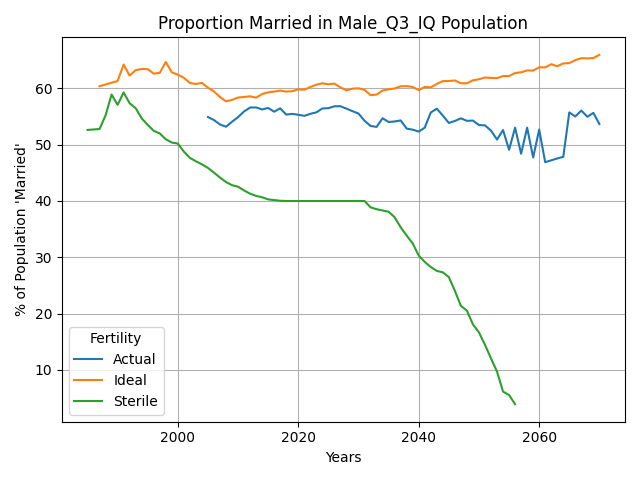 Proportion Married in Male_Q3_IQ Population
% of Population 'Married'
60
50
40
30
20
10
Fertility
Actual
Ideal
Sterile
2000 2020 2040 2060
Years